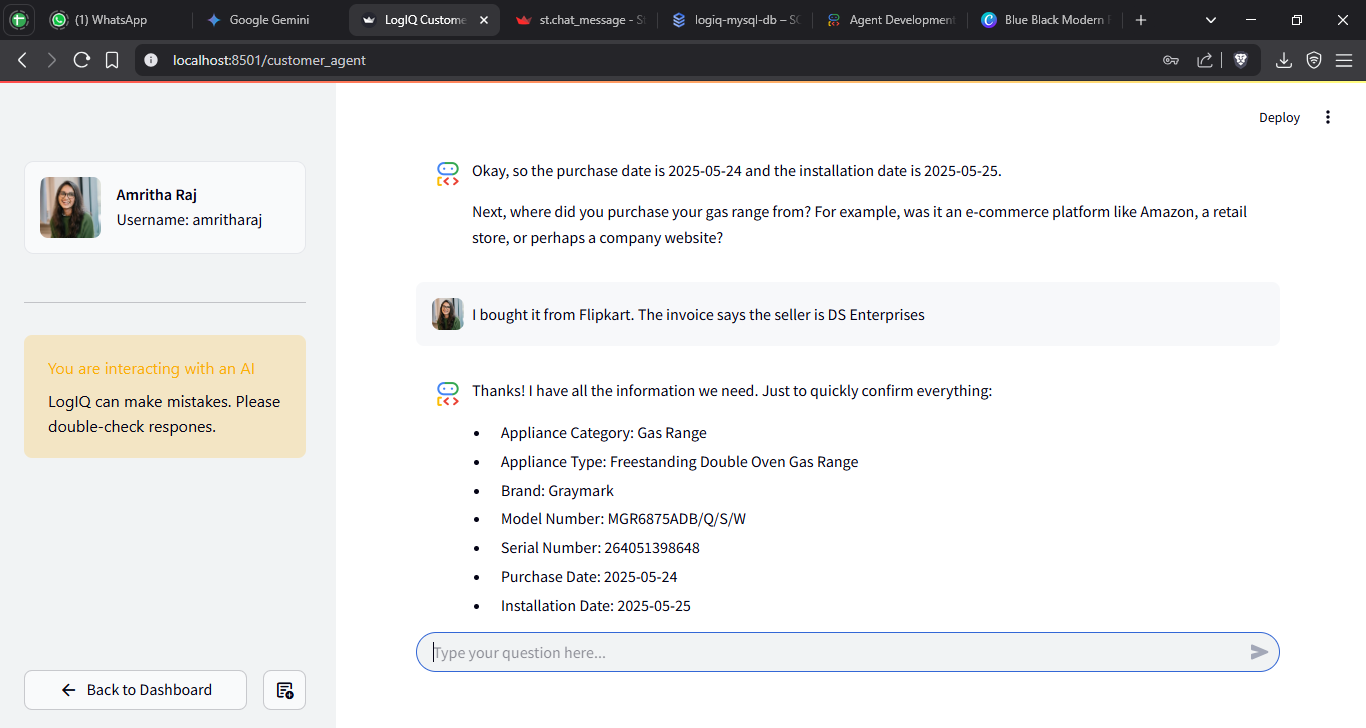 (1) WhatsApp
Google Gemini
LogIQ Custome
st.chat_message - St
logiq-mysql-db – SC
Agent Development
Blue Black Modern
localhost:8501/customer_agent
Deploy
Amritha Raj
Username: amritharaj
You are interacting with an AI
LogIQ can make mistakes. Please
double-check respones.
Back to Dashboard
Okay, so the purchase date is 2025-05-24 and the installation date is 2025-05-25.
Next, where did you purchase your gas range from? For example, was it an e-commerce platform like Amazon, a retail
store, or perhaps a company website?
I bought it from Flipkart. The invoice says the seller is DS Enterprises
Thanks! I have all the information we need. Just to quickly confirm everything:
• Appliance Category: Gas Range
• Appliance Type: Freestanding Double Oven Gas Range
• Brand: Graymark
• Model Number: MGR6875ADB/Q/S/W
• Serial Number: 264051398648
• Purchase Date: 2025-05-24
• Installation Date: 2025-05-25
Type your question here...